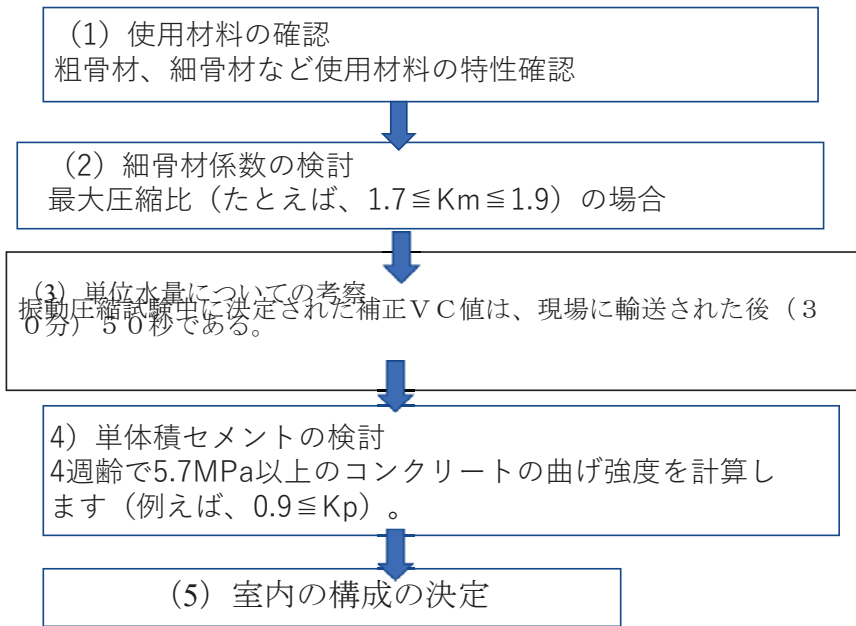 （1）使用材料の確認
粗骨材、細骨材など使用材料の特性確認
（2）細骨材係数の検討
最大圧縮比（たとえば、1.7≦Km≦1.9）の場合
（3）単位水量についての考察
振動圧縮試験中に決定された補正ＶＣ値は、現場に輸送された後（３
０分）５０秒である。
4）単体積セメントの検討
4週齢で5.7MPa以上のコンクリートの曲げ強度を計算し
ます（例えば、0.9≦Kp）。
（5）室内の構成の決定